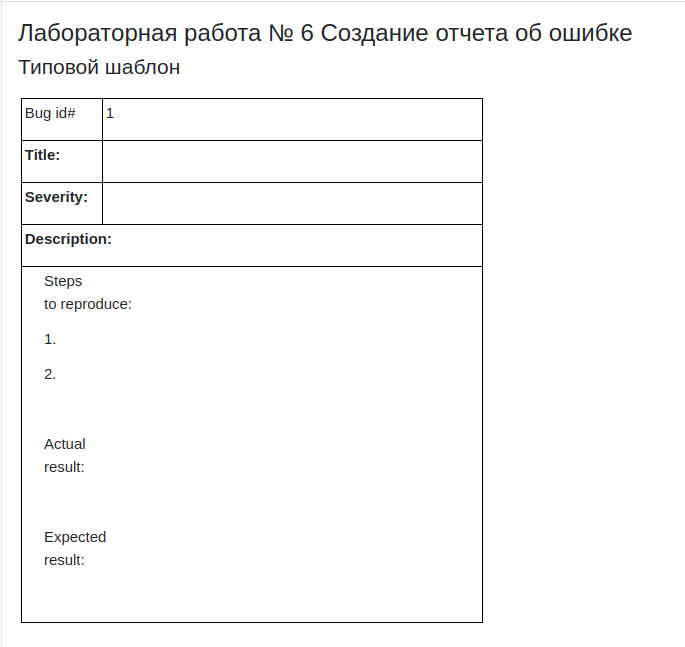 Лабораторная работа № 6 Создание отчета об ошибке
Типовой шаблон
Bug id# 1
Title:
Severity:
Description:
Steps
to reproduce:
1.
2.
Actual
result:
Expected
result: